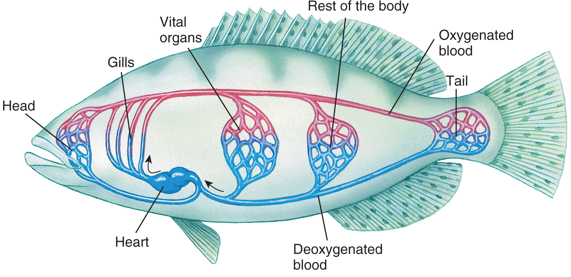 Rest of the body
Vital
organs
Oxygenated
blood
Gills
Tail
Head
Heart
Deoxygenated
blood